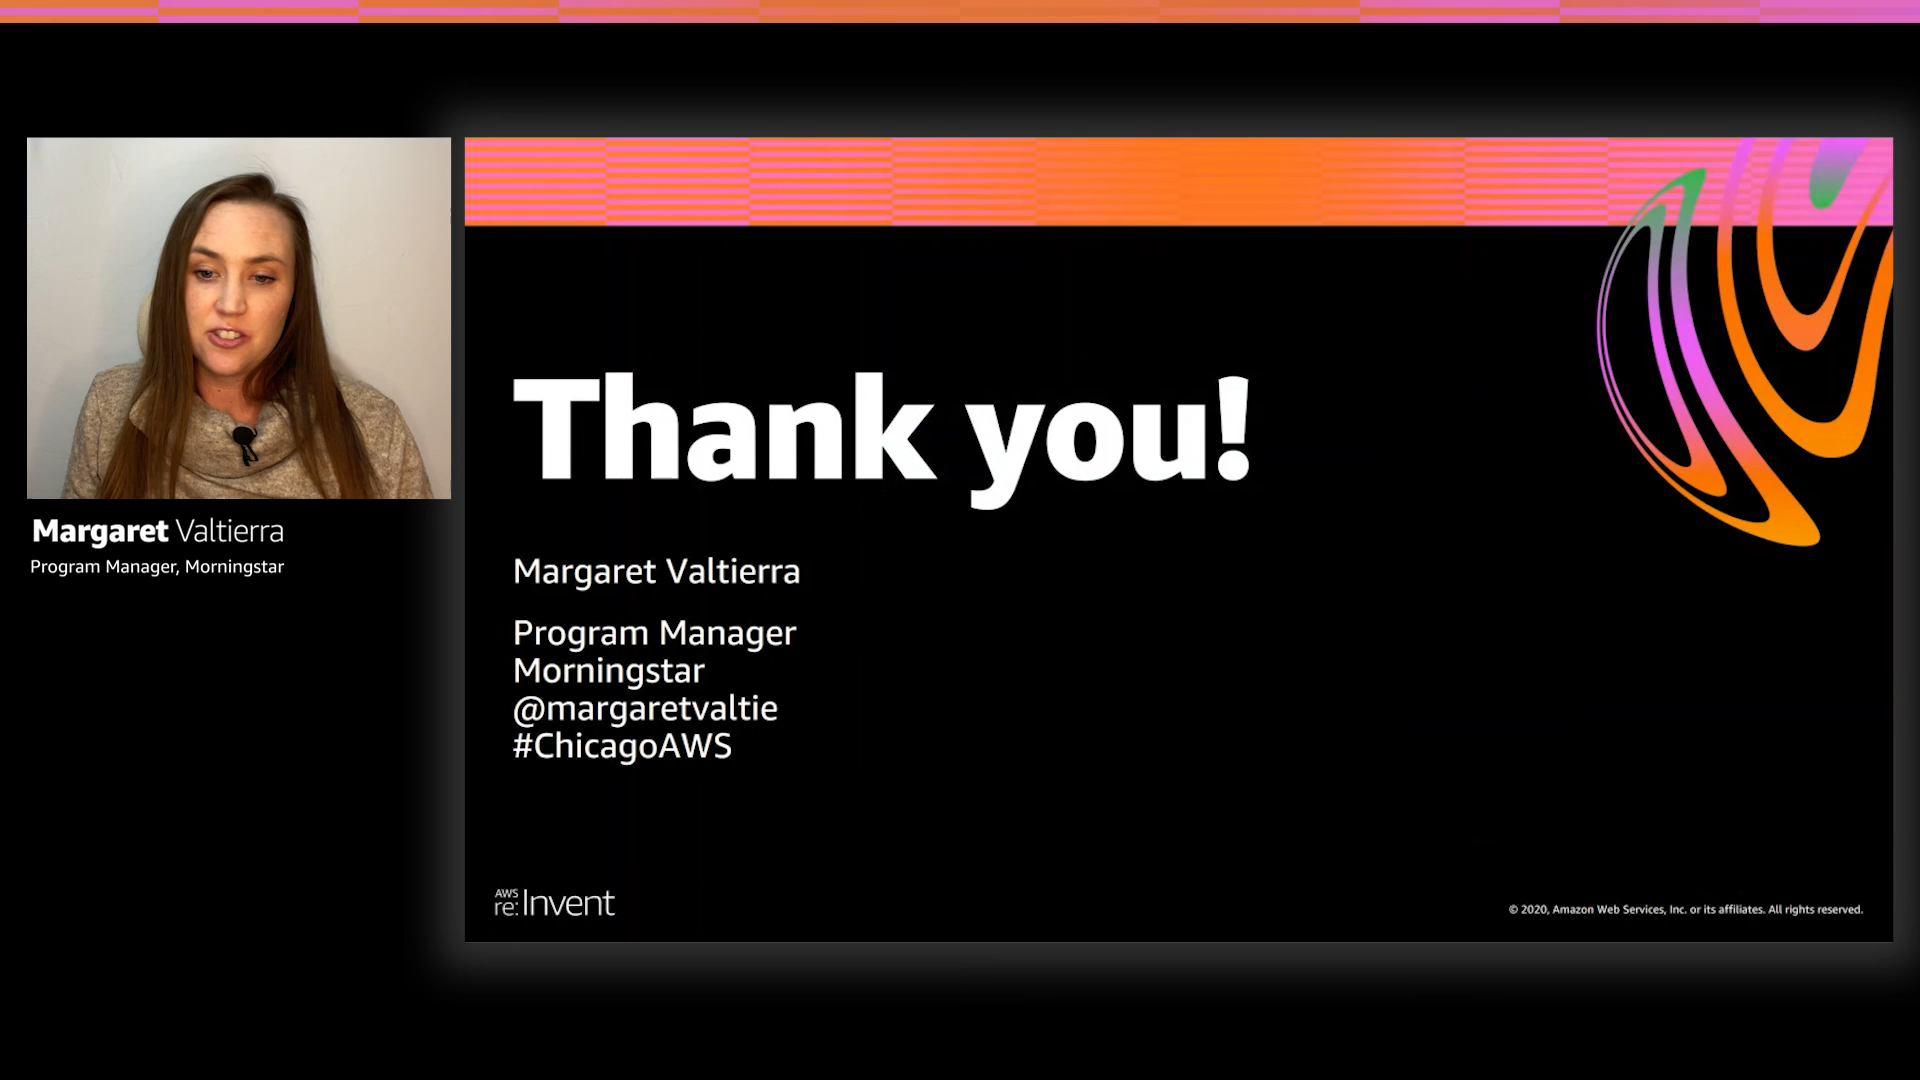 Margaret Valtierra
Program Manager, Morningstar
Thank you!
Margaret Valtierra
Program Manager
Morningstar
@margaretvaltie
#ChicagoAWS
AWS
re:Invent
© 2020, Amazon Web Services, Inc. or its affiliates. All rights reserved.